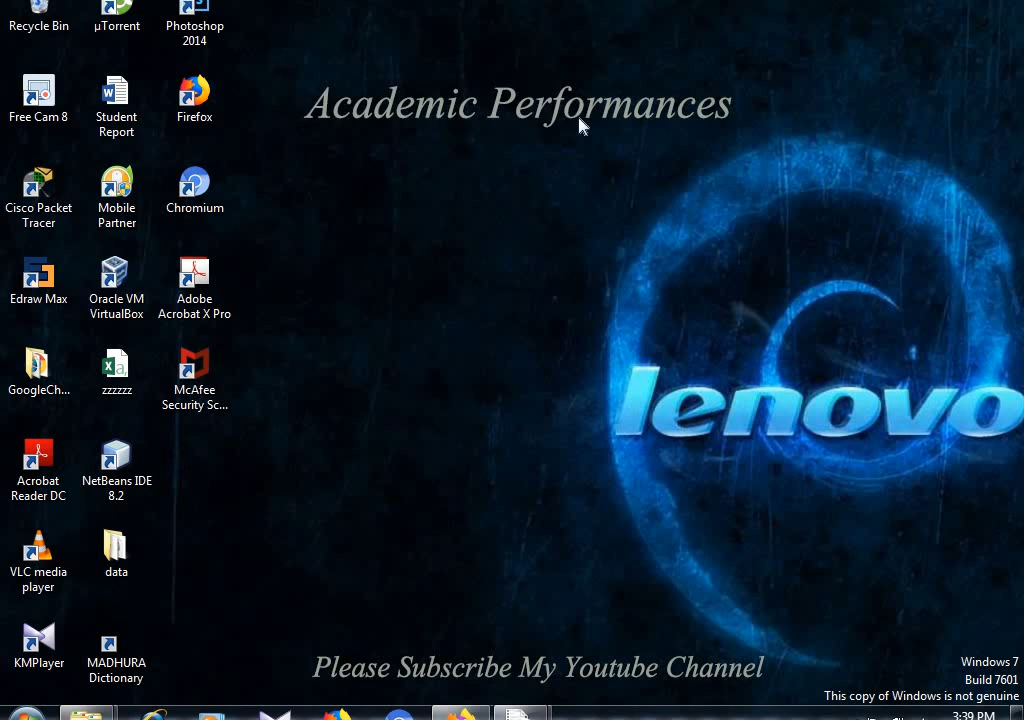 Recycle Bin
µTorrent
Photoshop
2014
Free Cam 8
Student
Report
Firefox
Cisco Packet
Tracer
Mobile
Partner
Chromium
Edraw Max
Oracle VM
VirtualBox
Adobe
Acrobat X Pro
GoogleCh...
zzzzzz
McAfee
Security Sc...
Acrobat
Reader DC
NetBeans IDE
8.2
VLC media
player
data
KMPlayer
MADHURA
Dictionary
Academic Performances
lenovo
Please Subscribe My Youtube Channel
Windows 7
Build 7601
This copy of Windows is not genuine
3:39 PM